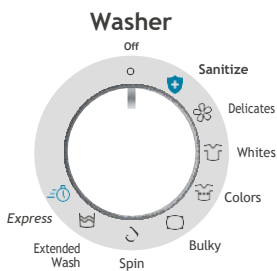 Washer
Off
Sanitize
Delicates
Whites
Colors
Bulky
Spin
Extended
Wash
Express